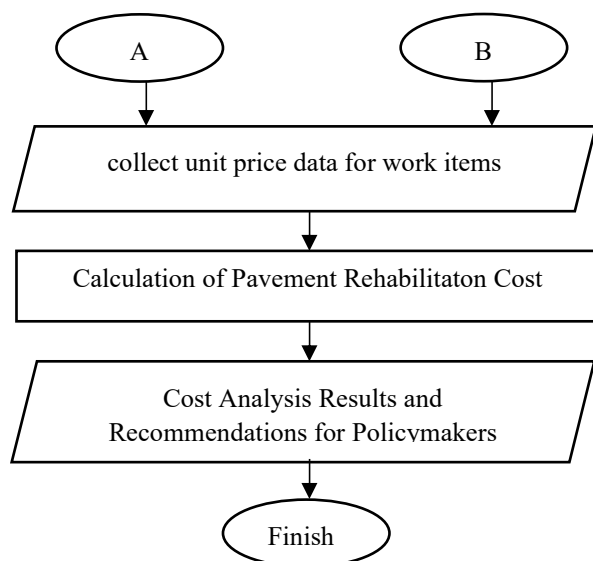 A
B
collect unit price data for work items
Calculation of Pavement Rehabilitaton Cost
Cost Analysis Results and
Recommendations for Policymakers
Finish